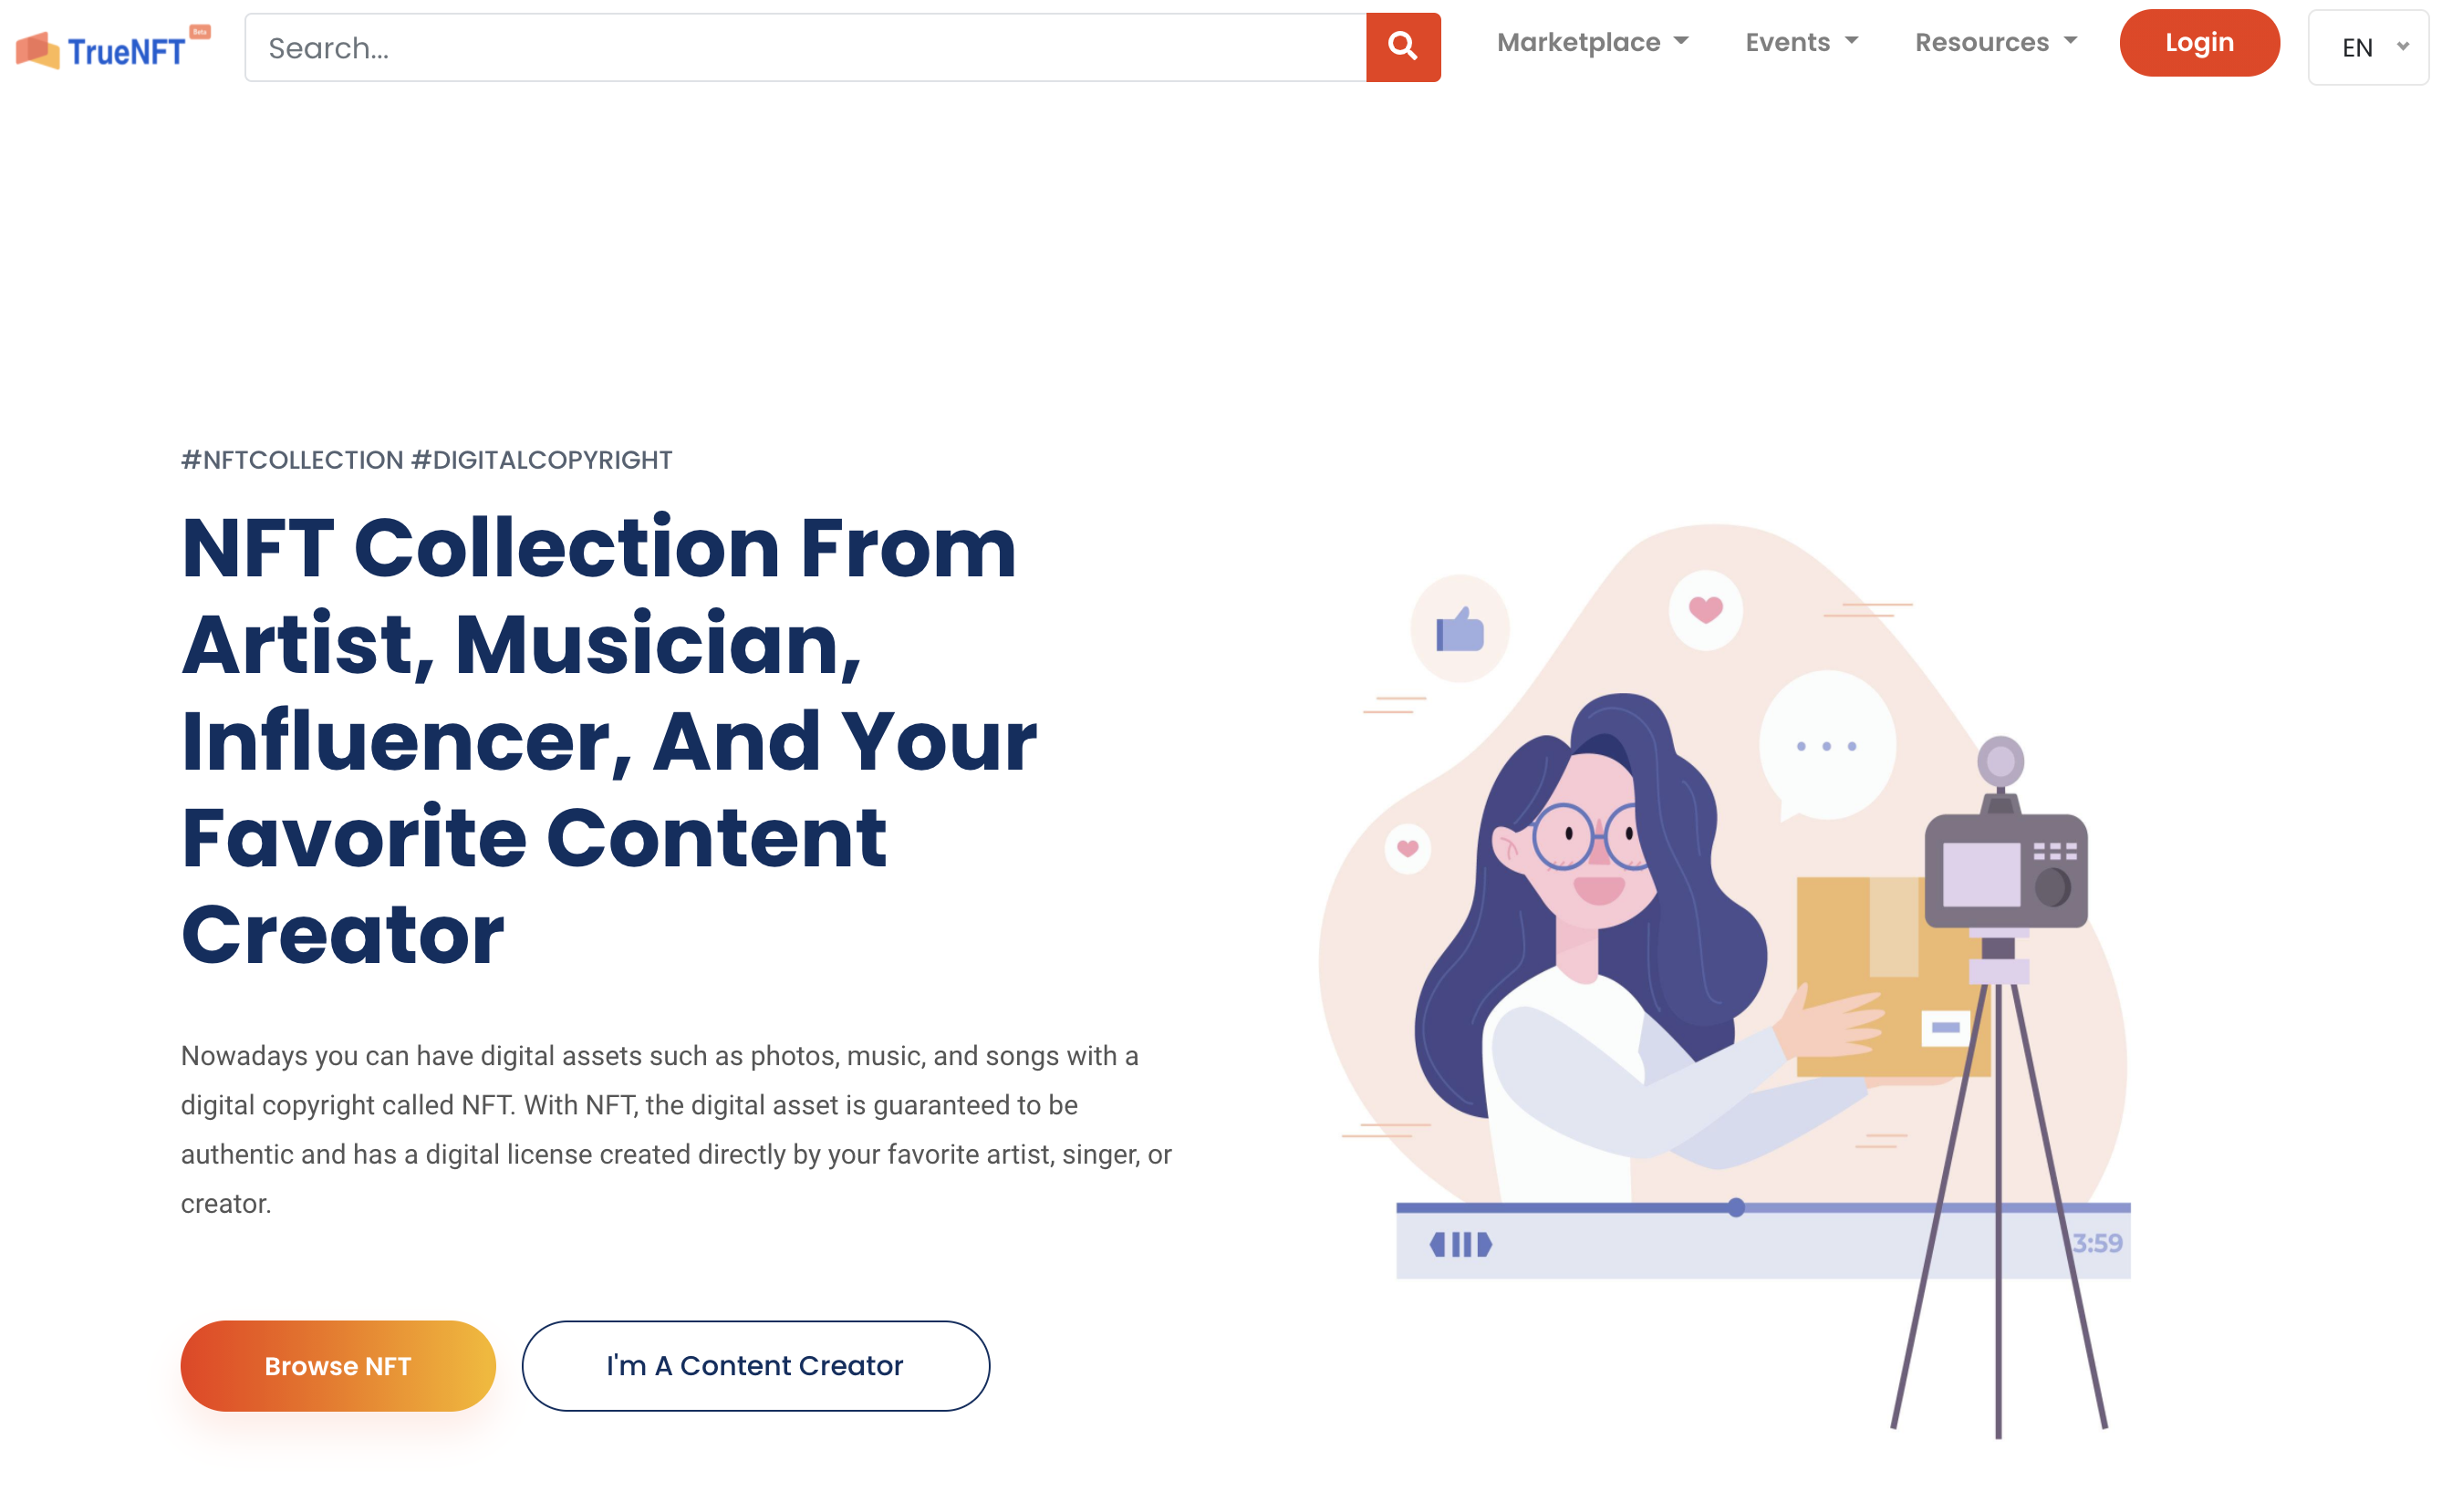 TrueNFT
Beta
Search...
Marketplace
Events
Resources
Login
EN
#NFTCOLLECTION #DIGITALCOPYRIGHT
NFT Collection From
Artist, Musician,
Influencer, And Your
Favorite Content
Creator
Nowadays you can have digital assets such as photos, music, and songs with a
digital copyright called NFT. With NFT, the digital asset is guaranteed to be
authentic and has a digital license created directly by your favorite artist, singer, or
creator.
Browse NFT
I'm A Content Creator
3:59